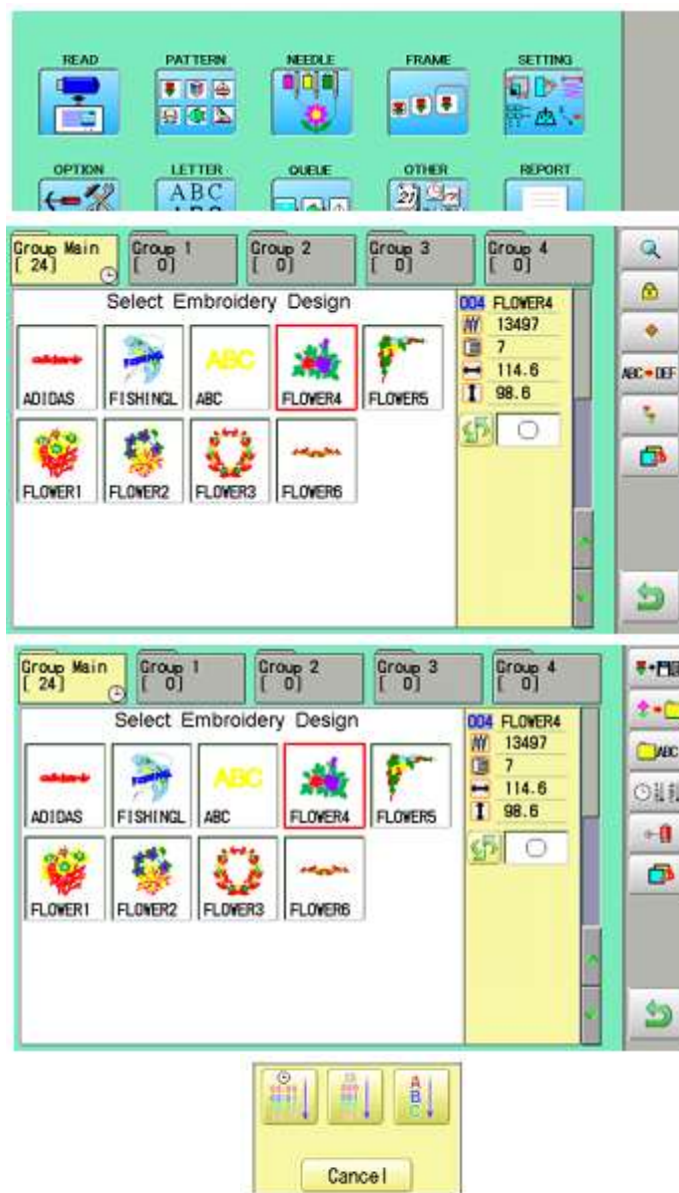 READ PATTERN NEEDLE FRAME SETTING
OPTION LETTER QUEUE OTHER REPORT
ABC
21
Group Main Group 1 Group 2 Group 3 Group 4
[ 24] [ 0] [ 0] [ 0] [ 0]
Select Embroidery Design
004 FLOWER4
13497
7
114.6
98.6
FISHING ABC
ADIDAS FISHINGL ABC FLOWER4 FLOWER5
FLOWER1 FLOWER2 FLOWER3 FLOWER6
ABC DEF
Group Main Group 1 Group 2 Group 3 Group 4
[ 24] [ 0] [ 0] [ 0] [ 0]
Select Embroidery Design
004 FLOWER4
13497
7
114.6
98.6
ABC
ADIDAS FISHINGL ABC FLOWER4 FLOWER5
FLOWER1 FLOWER2 FLOWER3 FLOWER6
ABC
A
B
C
Cancel